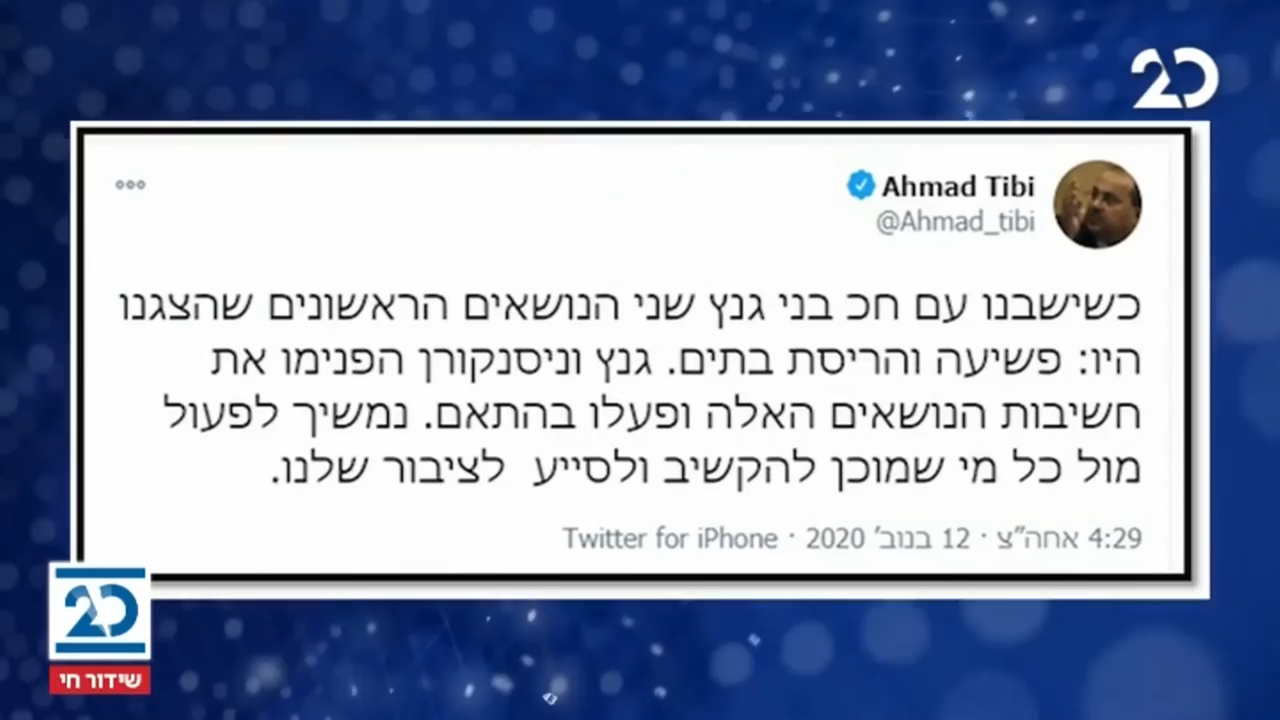 20
Ahmad Tibi
@Ahmad_tibi
כשישבנו עם חכ בני גנץ שני הנושאים הראשונים שהצגנו
היו: פשיעה והריסת בתים. גנץ וניסנקורן הפנימו את
חשיבות הנושאים האלה ופעלו בהתאם. נמשיך לפעול
מול כל מי שמוכן להקשיב ולסייע לציבור שלנו.
4:29 אחה"צ · 12 בנוב׳ 2020 · Twitter for iPhone
20
שידור חי